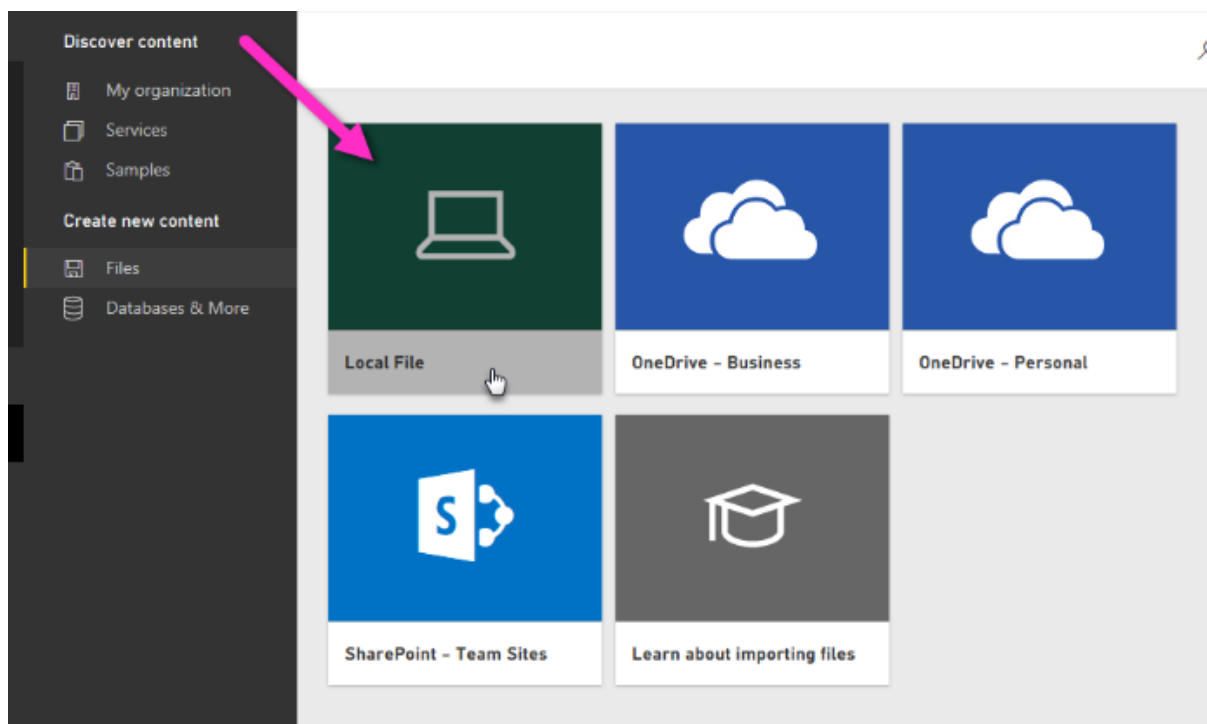 Discover content
My organization
Services
Samples
Create new content
Files
Databases & More
Local File
OneDrive – Business
OneDrive – Personal
S
SharePoint – Team Sites
Learn about importing files